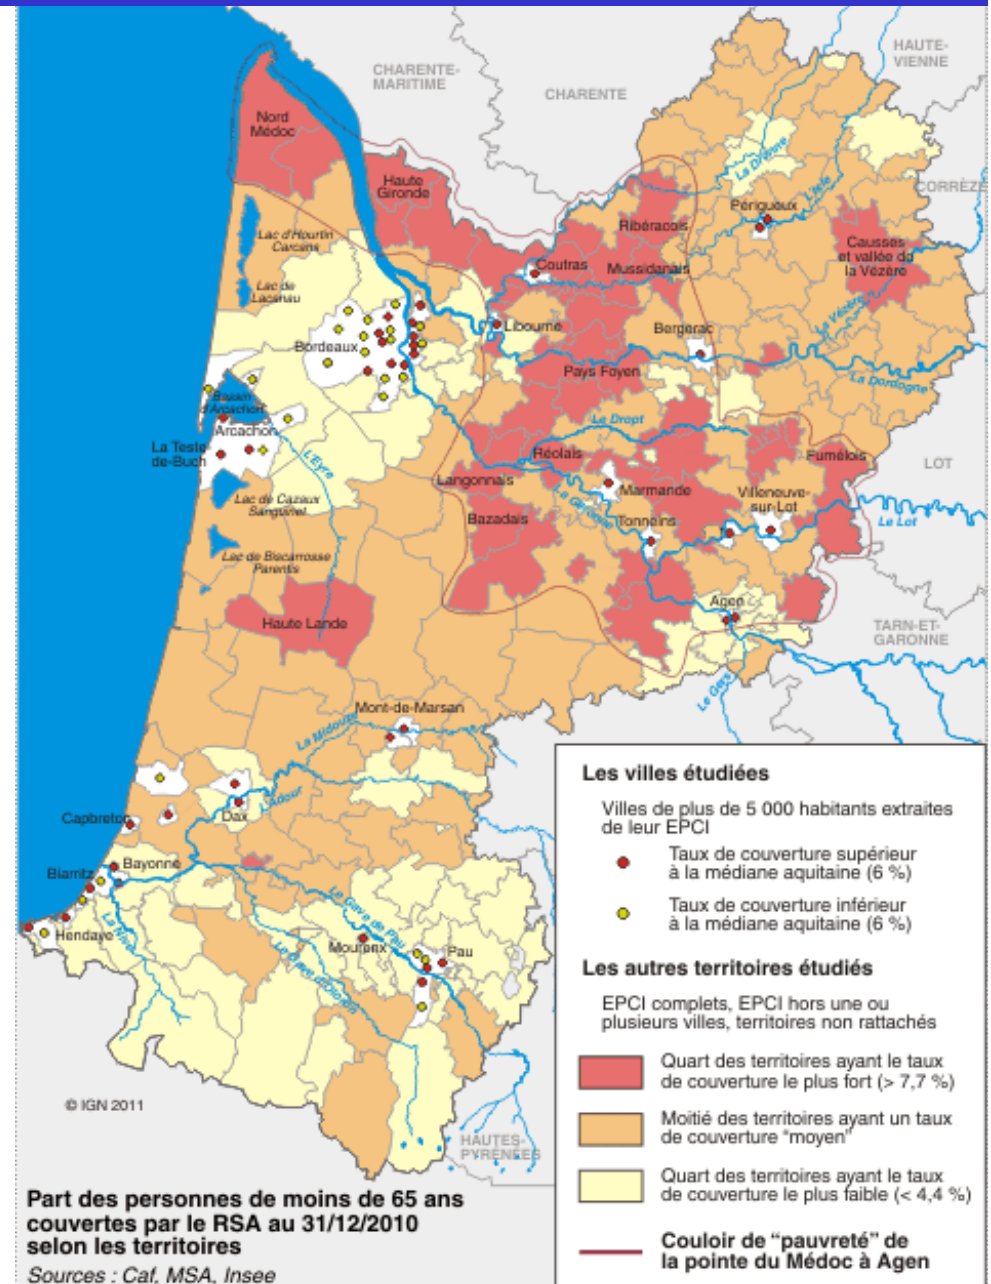 HAUTE-
VIENNE
CHARENTE-
MARITIME
CHARENTE
Nord
Médoc
La Dronne
CORRÈZE
Haute
Gironde
L'Isle
Périgueux
Ribéracois
Causses
et vallée de
la Vézère
Lac d'Hourtin
Carcans
Coutras
Mussidanais
Lac de
Lacanau
Libourne
Bergerac
La Vézère
Bordeaux
Pays Foyen
La Dordogne
Bassin
d'Arcachon
Le Dropt
Arcachon
La Teste-
de-Buch
L'Eyre
Réolais
Fumélois
LOT
Langonnais
Marmande
Villeneuve-
sur-Lot
Lac de Cazaux
Sanguinet
La Garonne
Bazadais
Tonneins
Le Lot
Lac de Biscarrosse
Parentis
Agen
Haute Lande
TARN-ET-
GARONNE
Le Gers
Mont-de-Marsan
La Midouze
L'Adour
Dax
Capbreton
Bayonne
Biarritz
Le Gave de Pau
La Nive
Hendaye
Mourenx
Pau
Le Gave d'Oloron
© IGN 2011
HAUTES-
PYRÉNÉES
Part des personnes de moins de 65 ans
couvertes par le RSA au 31/12/2010
selon les territoires
Sources : Caf, MSA, Insee
Les villes étudiées
Villes de plus de 5 000 habitants extraites
de leur EPCI
Taux de couverture supérieur
à la médiane aquitaine (6 %)
Taux de couverture inférieur
à la médiane aquitaine (6 %)
Les autres territoires étudiés
EPCI complets, EPCI hors une ou
plusieurs villes, territoires non rattachés
Quart des territoires ayant le taux
de couverture le plus fort (> 7,7 %)
Moitié des territoires ayant un taux
de couverture "moyen"
Quart des territoires ayant le taux
de couverture le plus faible (< 4,4 %)
Couloir de "pauvreté" de
la pointe du Médoc à Agen